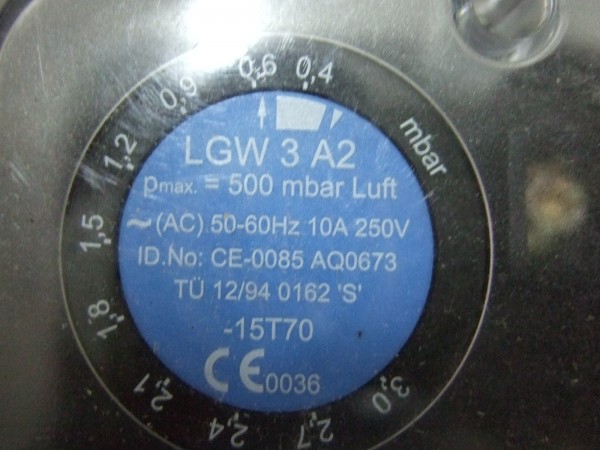 0,4
0,6
0,9
1,2
1,5
1,8
2,1
2,4
2,7
3,0
mbar
LGW 3 A2
pmax. = 500 mbar Luft
~(AC) 50-60Hz 10A 250V
ID.No: CE-0085 AQ0673
TÜ 12/94 0162 'S'
-15T70
CE0036